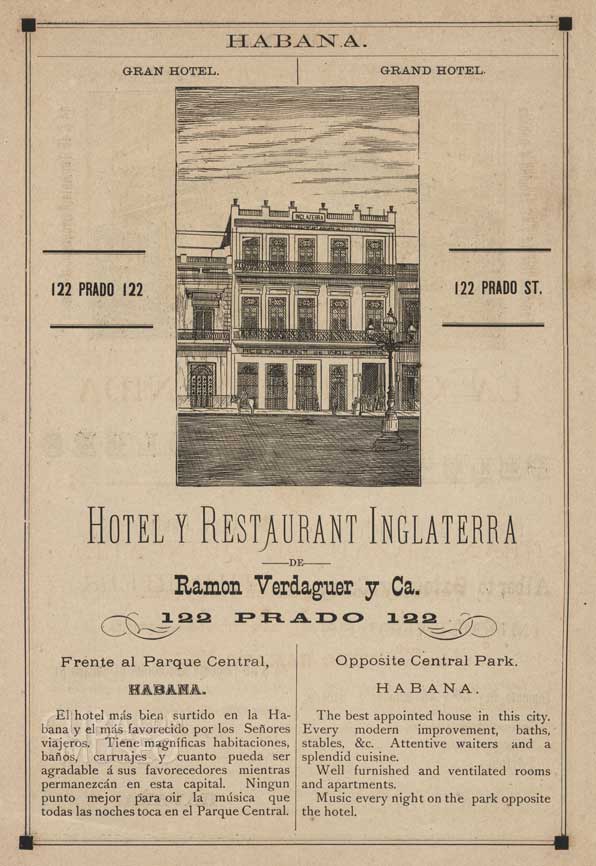 HABANA.
GRAN HOTEL.
GRAND HOTEL.
INGLATERRA
122 PRADO 122
122 PRADO ST.
RESTAURANT DE INGLATERRA
HOTEL Y RESTAURANT INGLATERRA
DE
Ramon Verdaguer y Ca.
122 PRADO 122
Frente al Parque Central,
HABANA.
El hotel más bien surtido en la Ha-
bana y el más favorecido por los Señores
viajeros. Tiene magníficas habitaciones,
baños, carruajes y cuanto pueda ser
agradable á sus favorecedores mientras
permanezcán en esta capital. Ningun
punto mejor para oir la música que
todas las noches toca en el Parque Central.
Opposite Central Park.
HABANA.
The best appointed house in this city.
Every modern improvement, baths,
stables, &c. Attentive waiters and a
splendid cuisine.
Well furnished and ventilated rooms
and apartments.
Music every night on the park opposite
the hotel.